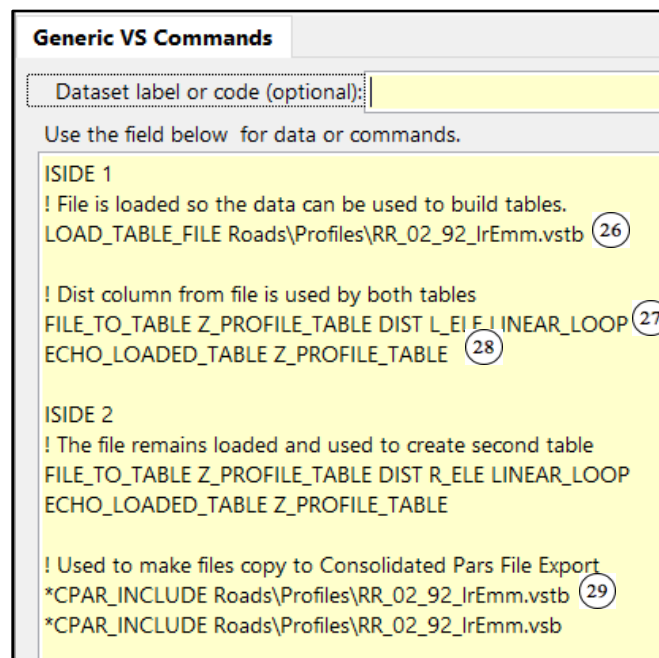 Generic VS Commands
Dataset label or code (optional):
Use the field below for data or commands.
ISIDE 1
! File is loaded so the data can be used to build tables.
LOAD_TABLE_FILE Roads\Profiles\RR_02_92_lrEmm.vstb 26
! Dist column from file is used by both tables
FILE_TO_TABLE Z_PROFILE_TABLE DIST L_ELE LINEAR_LOOP 27
ECHO_LOADED_TABLE Z_PROFILE_TABLE 28
ISIDE 2
! The file remains loaded and used to create second table
FILE_TO_TABLE Z_PROFILE_TABLE DIST R_ELE LINEAR_LOOP
ECHO_LOADED_TABLE Z_PROFILE_TABLE
! Used to make files copy to Consolidated Pars File Export
*CPAR_INCLUDE Roads\Profiles\RR_02_92_lrEmm.vstb 29
*CPAR_INCLUDE Roads\Profiles\RR_02_92_lrEmm.vsb